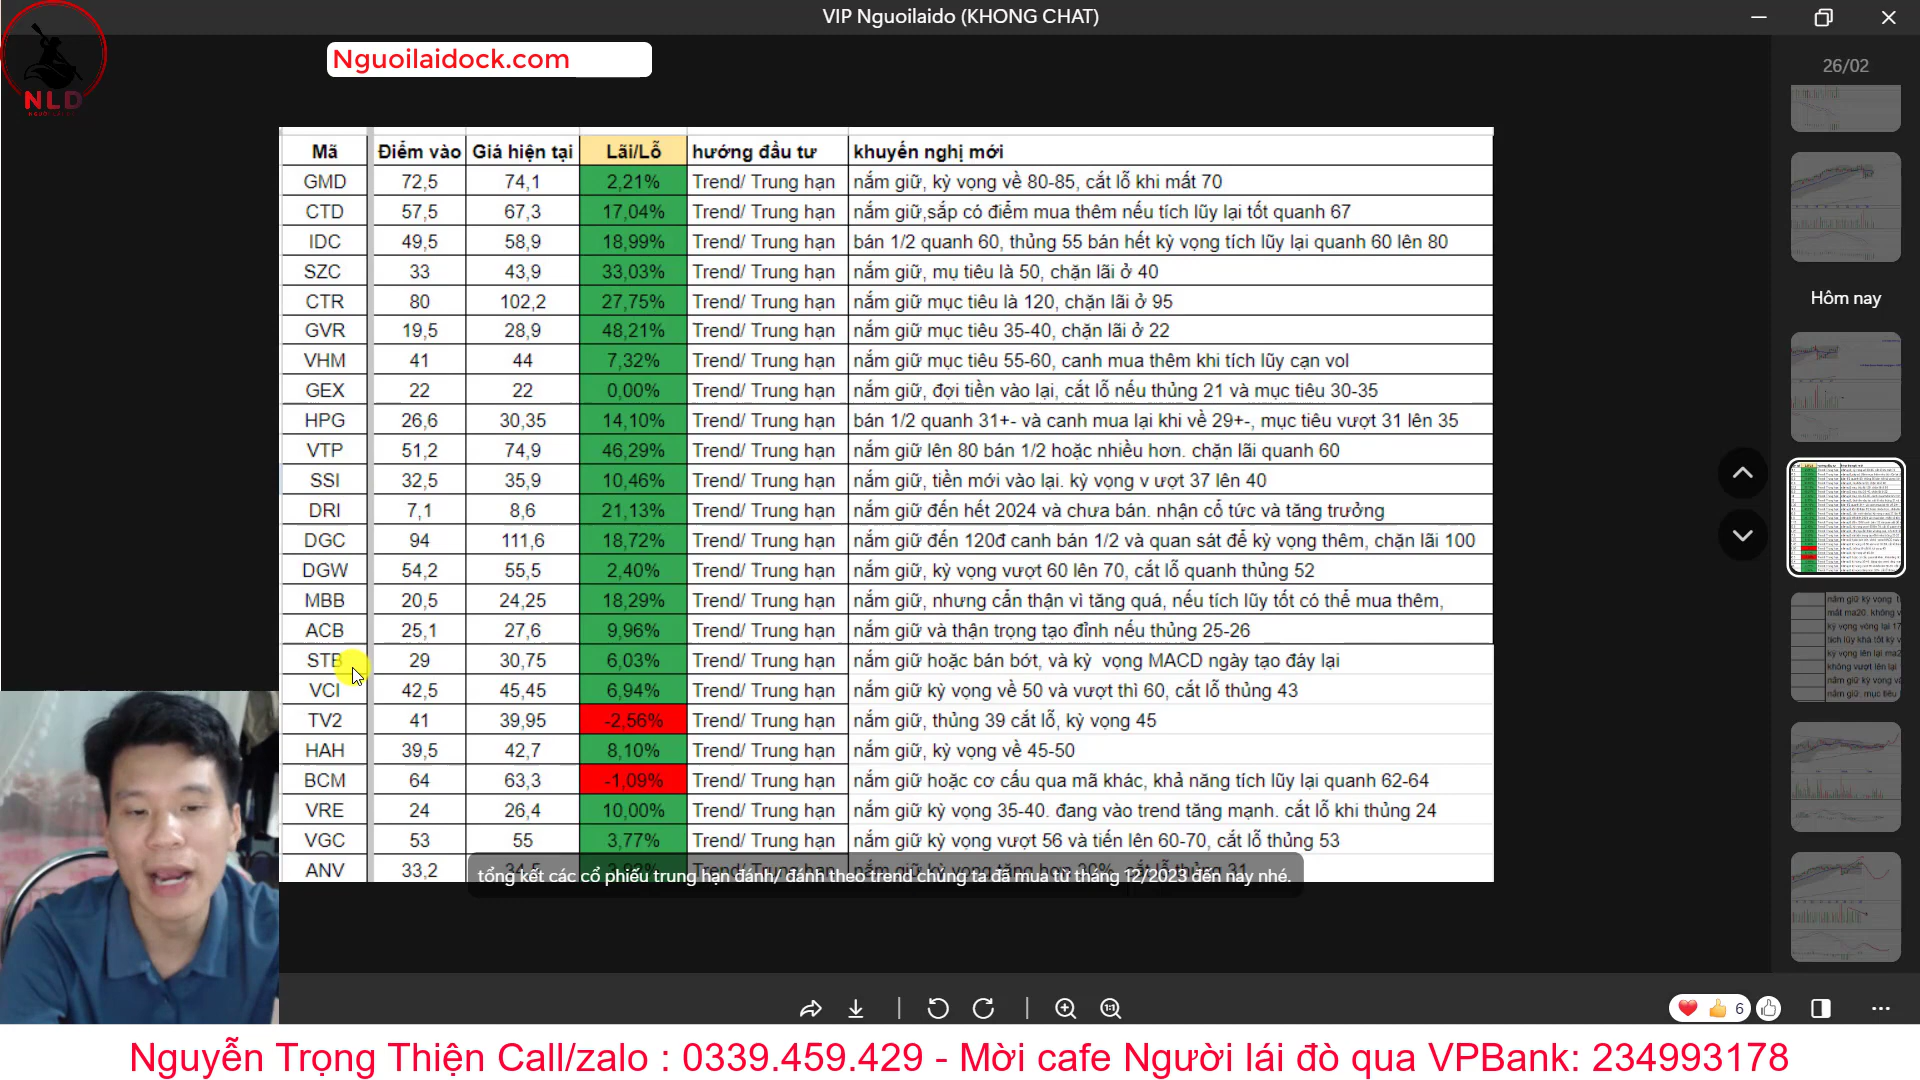 VIP Nguoilaido (KHONG CHAT)
Nguoilaidock.com
NLD
26/02
Hôm nay
Mã Điểm vào Giá hiện tại Lãi/Lỗ hướng đầu tư khuyến nghị mới
GMD 72,5 74,1 2,21% Trend/ Trung hạn nắm giữ, kỳ vọng về 80-85, cắt lỗ khi mất 70
CTD 57,5 67,3 17,04% Trend/ Trung hạn nắm giữ,sắp có điểm mua thêm nếu tích lũy lại tốt quanh 67
IDC 49,5 58,9 18,99% Trend/ Trung hạn bán 1/2 quanh 60, thủng 55 bán hết kỳ vọng tích lũy lại quanh 60 lên 80
SZC 33 43,9 33,03% Trend/ Trung hạn nắm giữ, mụ tiêu là 50, chặn lãi ở 40
CTR 80 102,2 27,75% Trend/ Trung hạn nắm giữ mục tiêu là 120, chặn lãi ở 95
GVR 19,5 28,9 48,21% Trend/ Trung hạn nắm giữ mục tiêu 35-40, chặn lãi ở 22
VHM 41 44 7,32% Trend/ Trung hạn nắm giữ mục tiêu 55-60, canh mua thêm khi tích lũy cạn vol
GEX 22 22 0,00% Trend/ Trung hạn nắm giữ, đợi tiền vào lại, cắt lỗ nếu thủng 21 và mục tiêu 30-35
HPG 26,6 30,35 14,10% Trend/ Trung hạn bán 1/2 quanh 31+- và canh mua lại khi về 29+-, mục tiêu vượt 31 lên 35
VTP 51,2 74,9 46,29% Trend/ Trung hạn nắm giữ lên 80 bán 1/2 hoặc nhiều hơn. chặn lãi quanh 60
SSI 32,5 35,9 10,46% Trend/ Trung hạn nắm giữ, tiền mới vào lại. kỳ vọng v ượt 37 lên 40
DRI 7,1 8,6 21,13% Trend/ Trung hạn nắm giữ đến hết 2024 và chưa bán. nhận cổ tức và tăng trưởng
DGC 94 111,6 18,72% Trend/ Trung hạn nắm giữ đến 120đ canh bán 1/2 và quan sát để kỳ vọng thêm, chặn lãi 100
DGW 54,2 55,5 2,40% Trend/ Trung hạn nắm giữ, kỳ vọng vượt 60 lên 70, cắt lỗ quanh thủng 52
MBB 20,5 24,25 18,29% Trend/ Trung hạn nắm giữ, nhưng cẩn thận vì tăng quá, nếu tích lũy tốt có thể mua thêm,
ACB 25,1 27,6 9,96% Trend/ Trung hạn nắm giữ và thận trọng tạo đỉnh nếu thủng 25-26
STB 29 30,75 6,03% Trend/ Trung hạn nắm giữ hoặc bán bớt, và kỳ vọng MACD ngày tạo đáy lại
VCI 42,5 45,45 6,94% Trend/ Trung hạn nắm giữ kỳ vọng về 50 và vượt thì 60, cắt lỗ thủng 43
TV2 41 39,95 -2,56% Trend/ Trung hạn nắm giữ, thủng 39 cắt lỗ, kỳ vọng 45
HAH 39,5 42,7 8,10% Trend/ Trung hạn nắm giữ, kỳ vọng về 45-50
BCM 64 63,3 -1,09% Trend/ Trung hạn nắm giữ hoặc cơ cấu qua mã khác, khả năng tích lũy lại quanh 62-64
VRE 24 26,4 10,00% Trend/ Trung hạn nắm giữ kỳ vọng 35-40. đang vào trend tăng mạnh. cắt lỗ khi thủng 24
VGC 53 55 3,77% Trend/ Trung hạn nắm giữ kỳ vọng vượt 56 và tiến lên 60-70, cắt lỗ thủng 53
ANV 33,2
tổng kết các cổ phiếu trung hạn đánh/ đánh theo trend chúng ta đã mua từ tháng 12/2023 đến nay nhé.
6
Nguyễn Trọng Thiện Call/zalo : 0339.459.429 - Mời cafe Người lái đò qua VPBank: 234993178